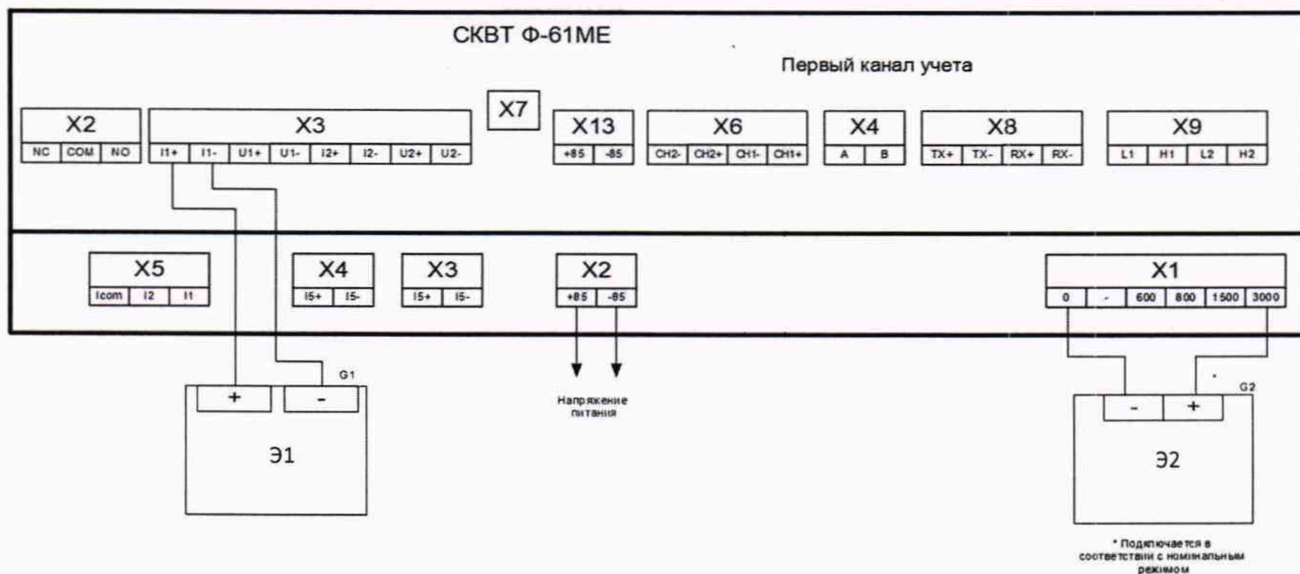 СКВТ Ф-61МЕ
Первый канал учета
X2
NC COM NO
X3
I1+ I1- U1+ U1- I2+ I2- U2+ U2-
X7
X13
+85 -85
X6
CH2- CH2+ CH1- CH1+
X4
A B
X8
TX+ TX- RX+ RX-
X9
L1 H1 L2 H2
X5
Icom I2 I1
X4
I5+ I5-
X3
I5+ I5-
X2
+85 -85
X1
0 - 600 800 1500 3000
G1
+ -
Э1
Напряжение
питания
G2
- +
Э2
* Подключается в
соответствии с номинальным
режимом